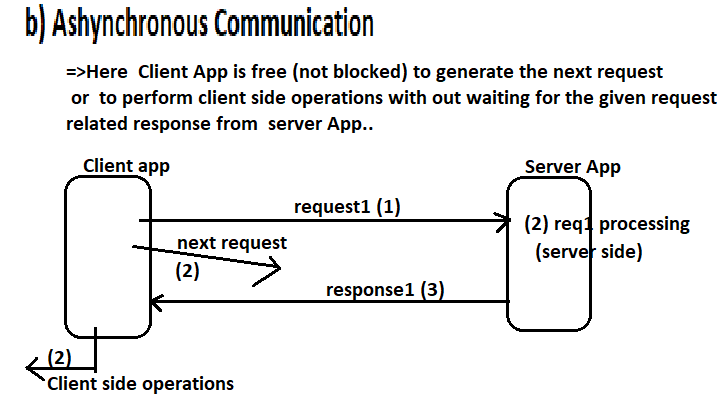 b) Ashynchronous Communication
=>Here Client App is free (not blocked) to generate the next request
or to perform client side operations with out waiting for the given request
related response from server App..
Client app
Server App
request1 (1)
(2) req1 processing
(server side)
next request
(2)
response1 (3)
(2)
Client side operations